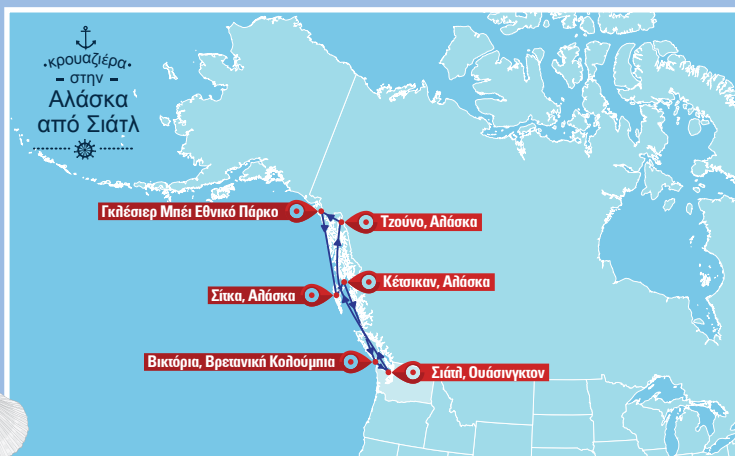 κρουαζιέρα
στην
Αλάσκα
από Σιάτλ
Γκλέσιερ Μπέι Εθνικό Πάρκο
Τζούνο, Αλάσκα
Κέτσικαν, Αλάσκα
Σίτκα, Αλάσκα
Βικτόρια, Βρετανική Κολούμπια
Σιάτλ, Ουάσινγκτον